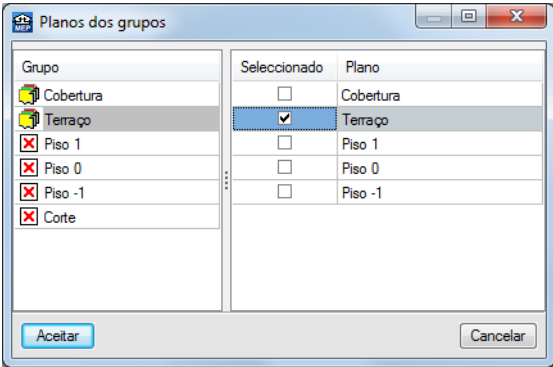 MEP Planos dos grupos
Grupo Seleccionado Plano
Cobertura Cobertura
Terraço Terraço
Piso 1 Piso 1
Piso 0 Piso 0
Piso -1 Piso -1
Corte
Aceitar Cancelar